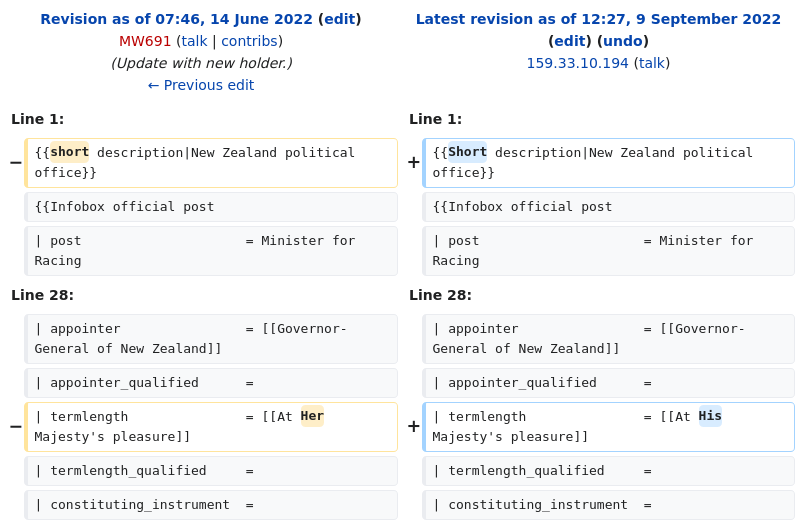 Revision as of 07:46, 14 June 2022 (edit)
MW691 (talk | contribs)
(Update with new holder.)
← Previous edit
Latest revision as of 12:27, 9 September 2022
(edit) (undo)
159.33.10.194 (talk)
Line 1:
Line 1:
− {{short description|New Zealand political
office}}
+ {{Short description|New Zealand political
office}}
{{Infobox official post
{{Infobox official post
| post                     = Minister for
Racing
| post                     = Minister for
Racing
Line 28:
Line 28:
| appointer                = [[Governor-
General of New Zealand]]
| appointer                = [[Governor-
General of New Zealand]]
| appointer_qualified      =
| appointer_qualified      =
− | termlength               = [[At Her
Majesty's pleasure]]
+ | termlength               = [[At His
Majesty's pleasure]]
| termlength_qualified     =
| termlength_qualified     =
| constituting_instrument  =
| constituting_instrument  =